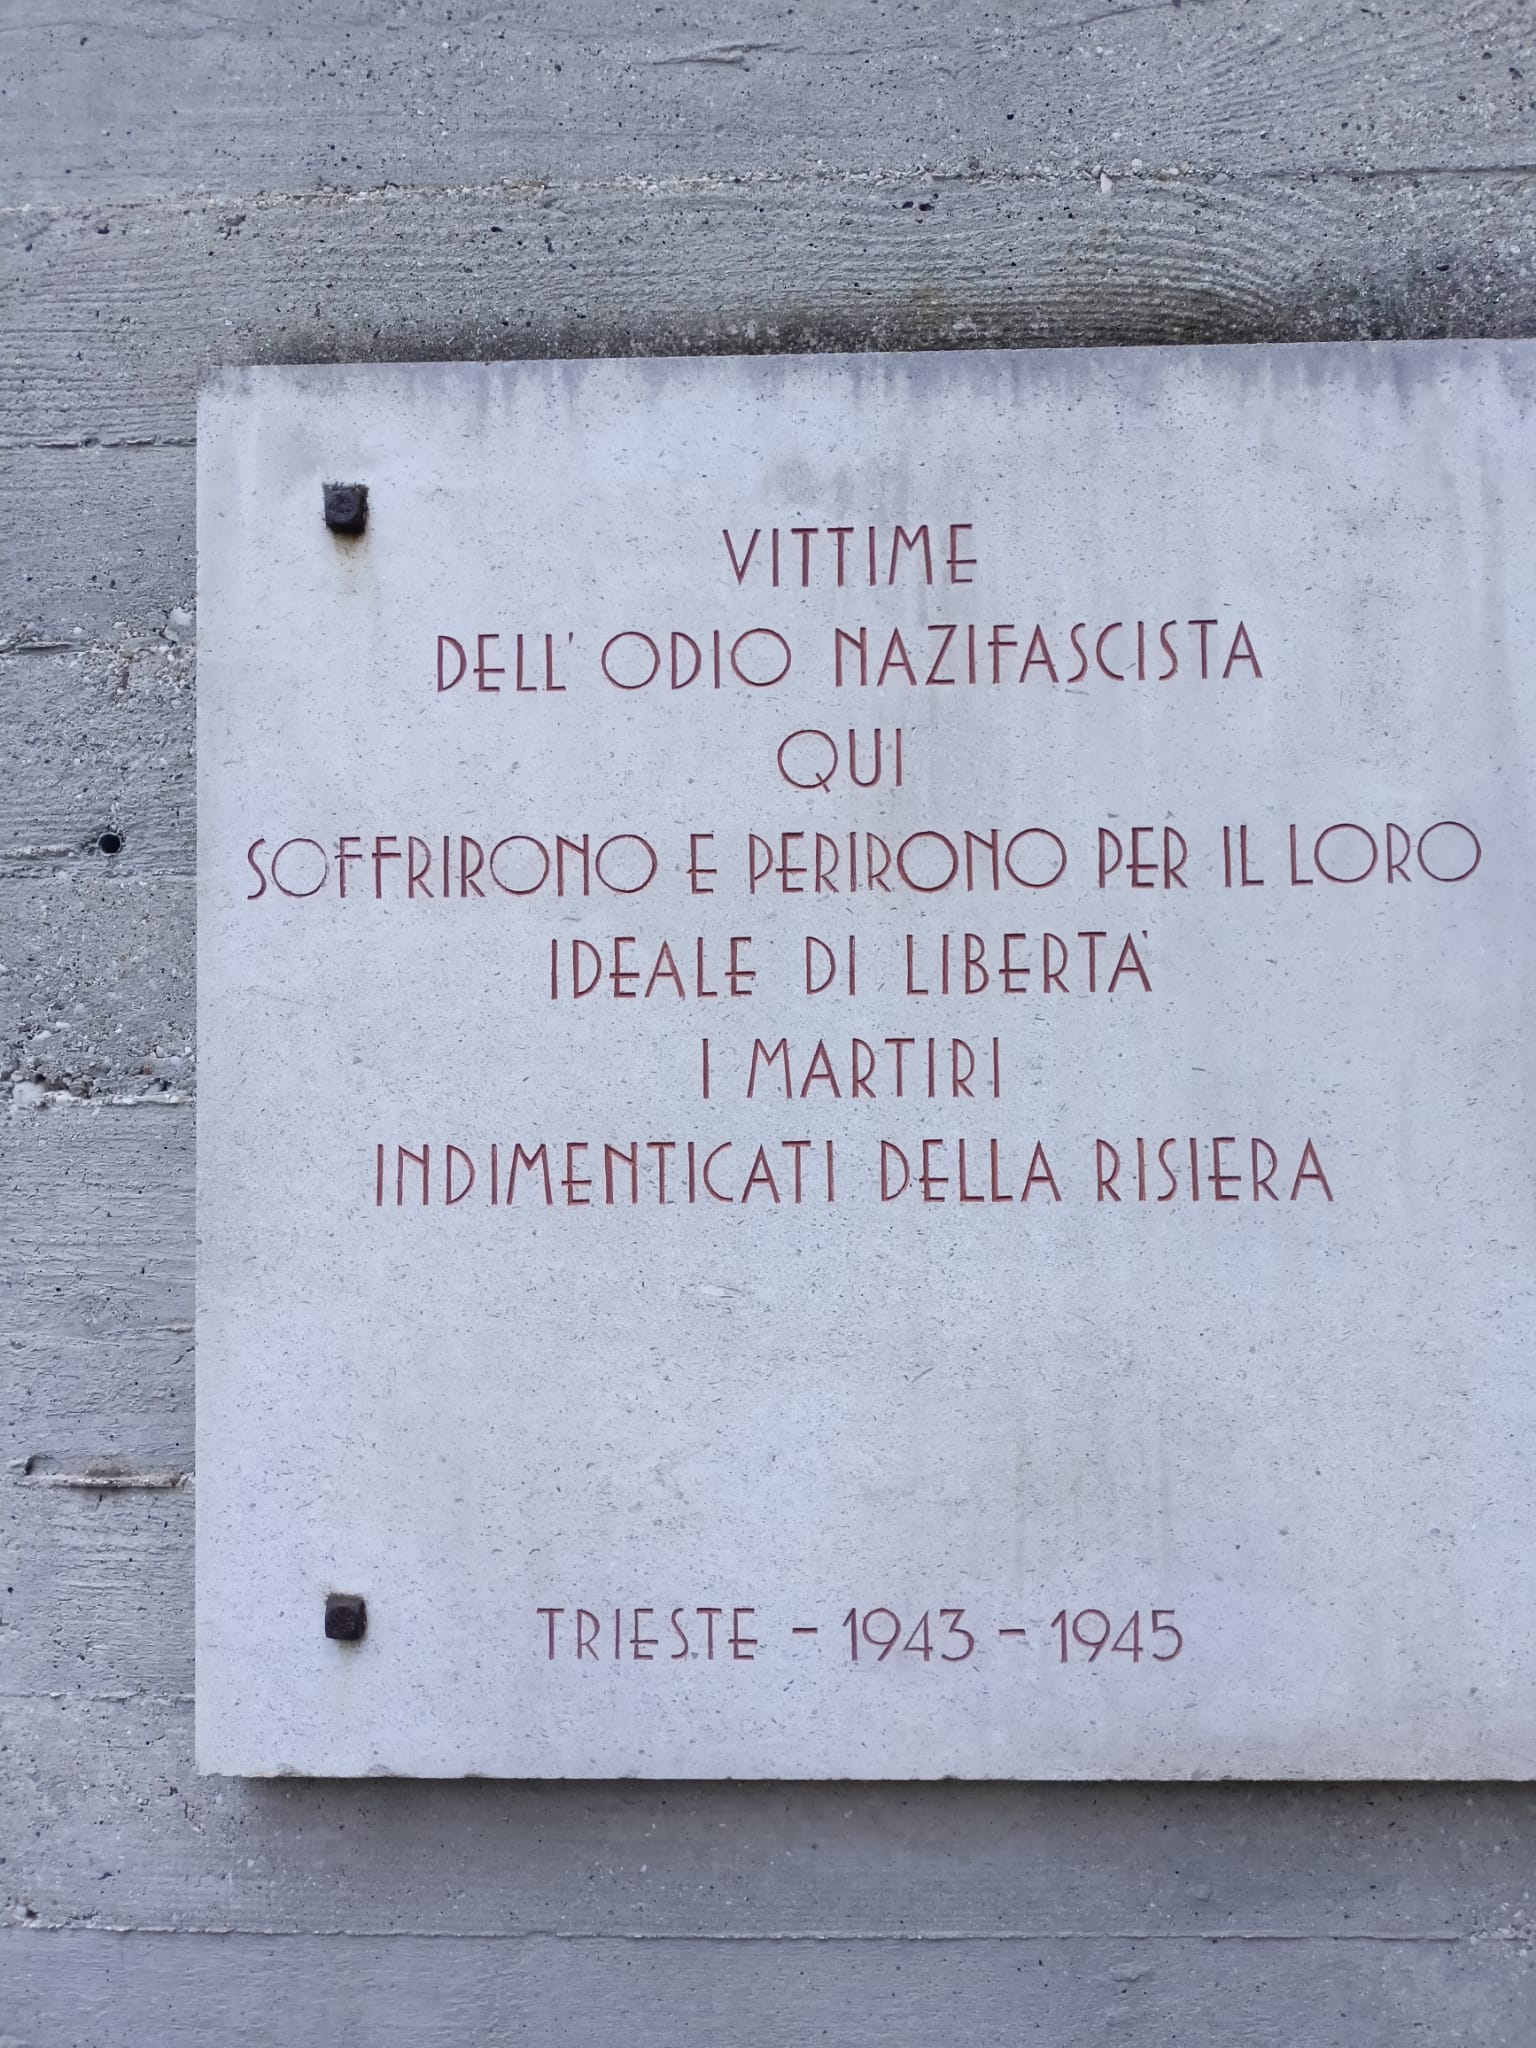 VITTIME
DELL' ODIO NAZIFASCISTA
QUI
SOFFRIRONO E PERIRONO PER IL LORO
IDEALE DI LIBERTA'
I MARTIRI
INDIMENTICATI DELLA RISIERA
TRIESTE - 1943 - 1945